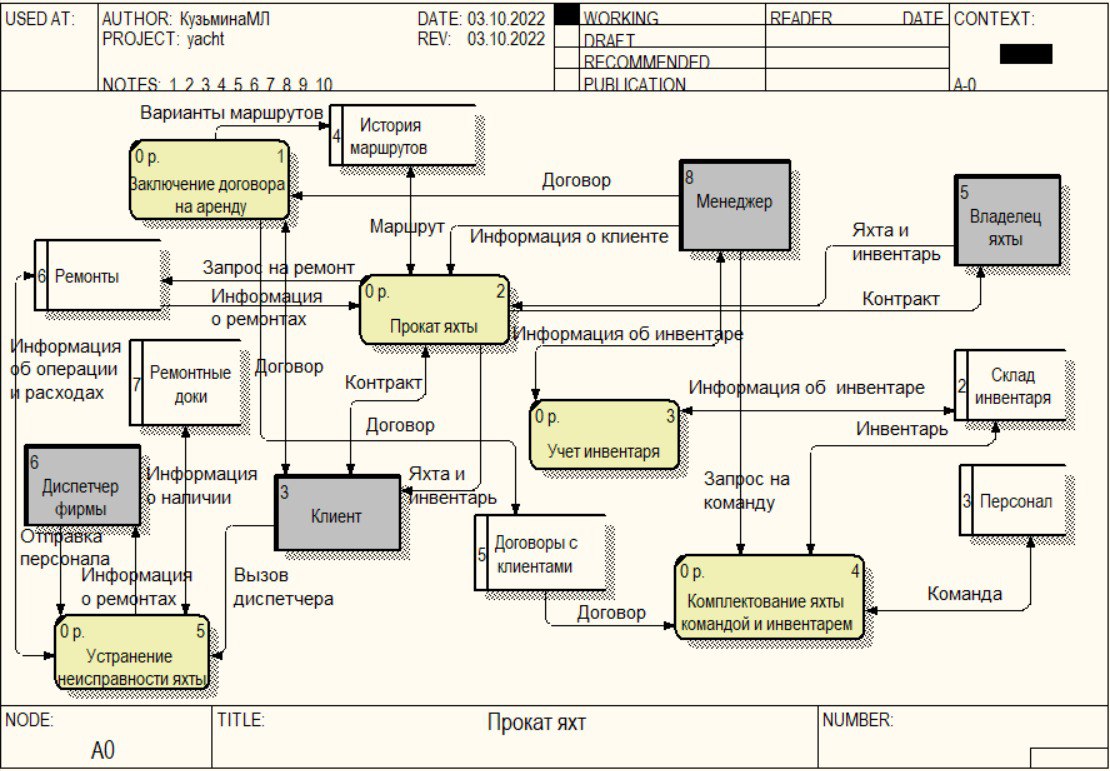 USED AT:
AUTHOR: КузьминаМЛ
DATE: 03.10.2022
WORKING
READER
DATE
CONTEXT:
PROJECT: yacht
REV: 03.10.2022
DRAFT
RECOMMENDED
NOTES: 1 2 3 4 5 6 7 8 9 10
PUBLICATION
A-0
Варианты маршрутов
4
История
маршрутов
0 р.
1
Заключение договора
на аренду
Договор
8
Менеджер
5
Владелец
яхты
Маршрут
Информация о клиенте
Яхта и
инвентарь
6
Ремонты
Запрос на ремонт
Информация
о ремонтах
0 р.
2
Прокат яхты
Контракт
Информация об инвентаре
Информация
об операции
и расходах
7
Ремонтные
доки
Договор
Контракт
Договор
0 р.
3
Учет инвентаря
Информация об инвентаре
2
Склад
инвентаря
Инвентарь
6
Диспетчер
фирмы
Информация
о наличии
3
Клиент
Яхта и
инвентарь
Запрос на
команду
3
Персонал
Отправка
персонала
Информация
о ремонтах
Вызов
диспетчера
5
Договоры с
клиентами
Договор
0 р.
4
Комплектование яхты
командой и инвентарем
Команда
0 р.
5
Устранение
неисправности яхты
NODE:
A0
TITLE:
Прокат яхт
NUMBER: